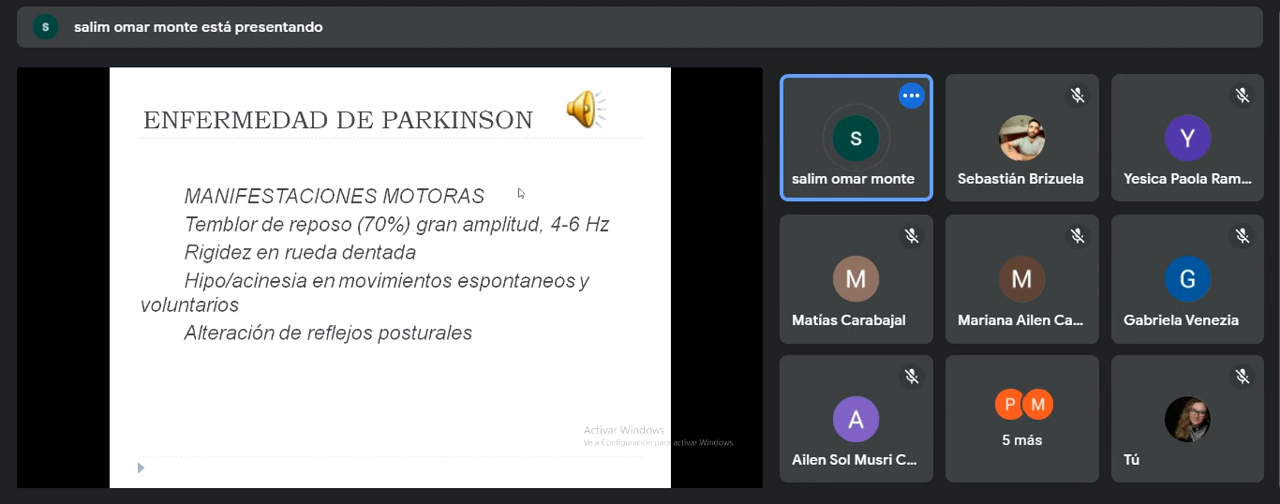 S
salim omar monte está presentando
ENFERMEDAD DE PARKINSON
MANIFESTACIONES MOTORAS
Temblor de reposo (70%) gran amplitud, 4-6 Hz
Rigidez en rueda dentada
Hipo/acinesia en movimientos espontaneos y
voluntarios
Alteración de reflejos posturales
Activar Windows
Ve a Configuración para activar Windows.
S
salim omar monte
Sebastián Brizuela
Y
Yesica Paola Ram...
M
Matías Carabajal
M
Mariana Ailen Ca...
G
Gabriela Venezia
A
Ailen Sol Musri C...
P M
5 más
Tú